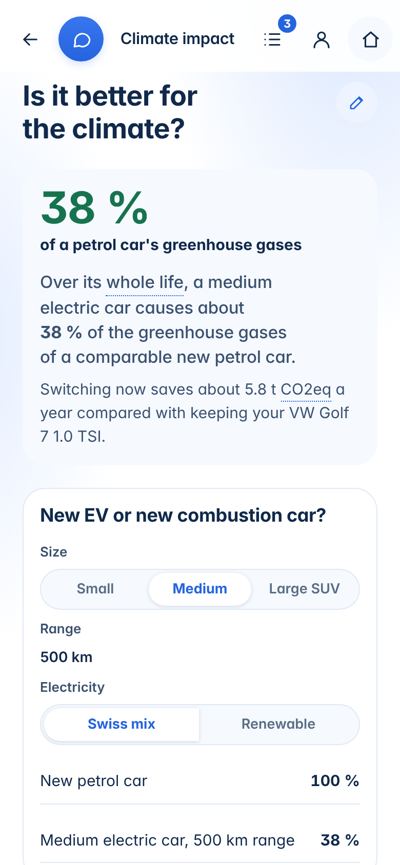 Climate impact
3
Is it better for
the climate?
38 %
of a petrol car's greenhouse gases
Over its whole life, a medium
electric car causes about
38 % of the greenhouse gases
of a comparable new petrol car.
Switching now saves about 5.8 t CO2eq a
year compared with keeping your VW Golf
7 1.0 TSI.
New EV or new combustion car?
Size
Small Medium Large SUV
Range
500 km
Electricity
Swiss mix Renewable
New petrol car 100 %
Medium electric car, 500 km range 38 %